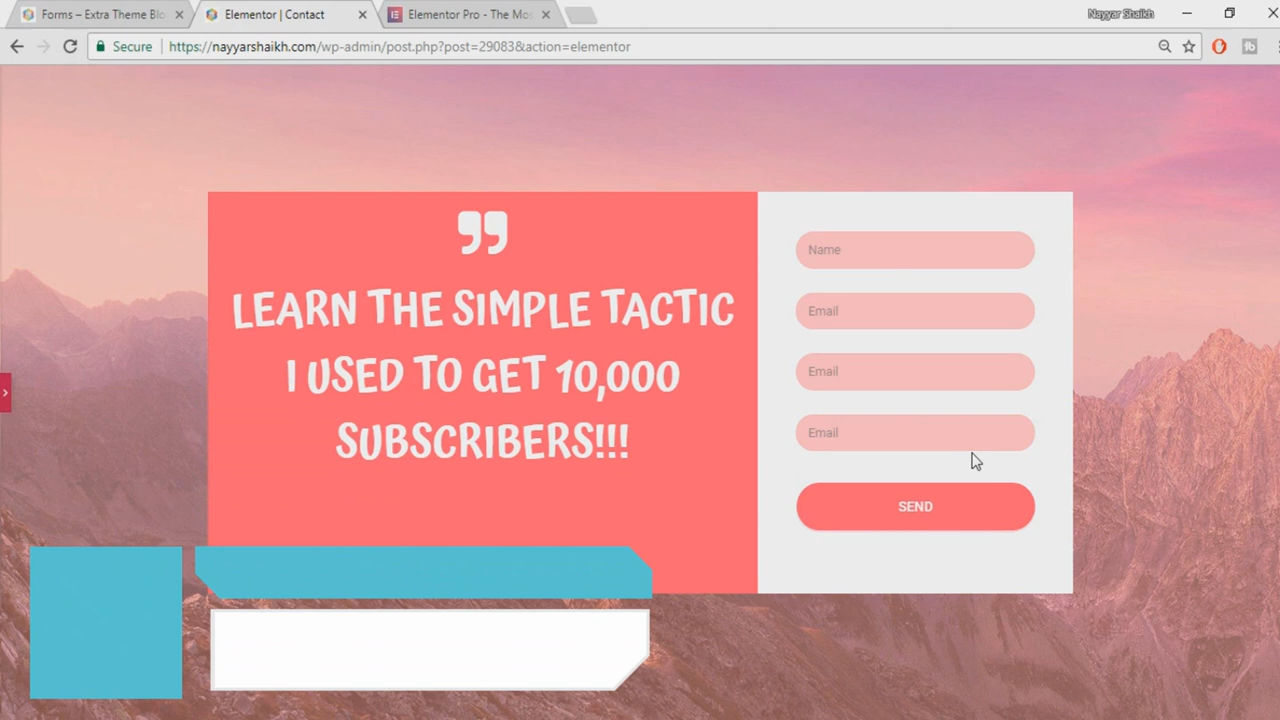 Forms – Extra Theme Blo
Elementor | Contact
Elementor Pro - The Mos
Nayyar Shaikh
Secure
https://nayyarshaikh.com/wp-admin/post.php?post=29083&action=elementor
LEARN THE SIMPLE TACTIC
I USED TO GET 10,000
SUBSCRIBERS!!!
Name
Email
Email
Email
SEND